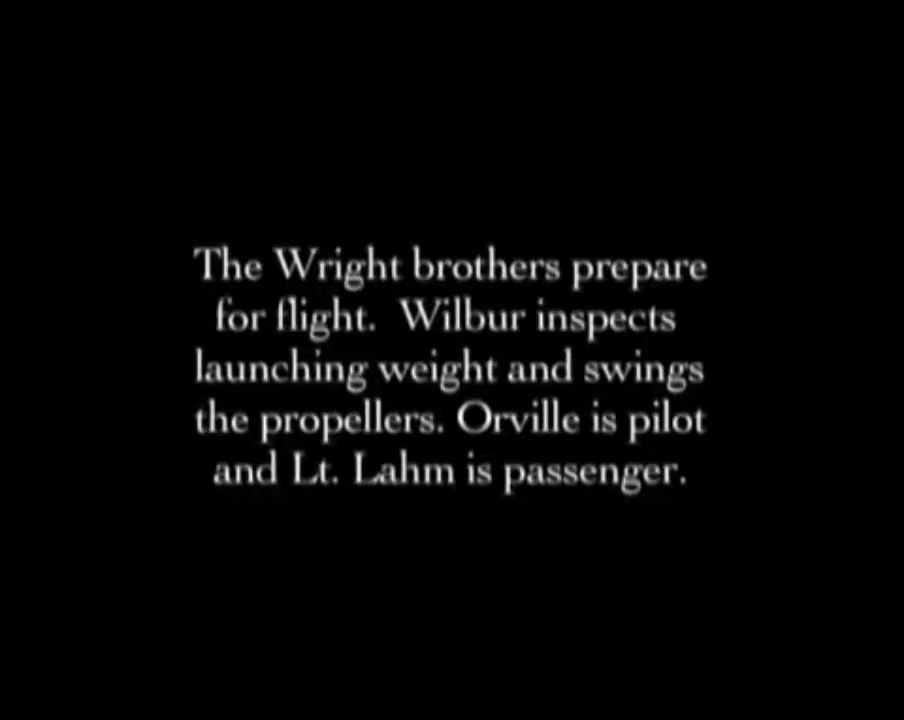 The Wright brothers prepare
for flight.  Wilbur inspects
launching weight and swings
the propellers. Orville is pilot
and Lt. Lahm is passenger.